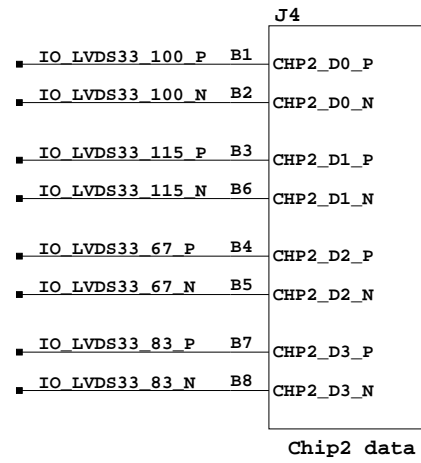 J4
IO_LVDS33_100_P B1 CHP2_D0_P
IO_LVDS33_100_N B2 CHP2_D0_N
IO_LVDS33_115_P B3 CHP2_D1_P
IO_LVDS33_115_N B6 CHP2_D1_N
IO_LVDS33_67_P B4 CHP2_D2_P
IO_LVDS33_67_N B5 CHP2_D2_N
IO_LVDS33_83_P B7 CHP2_D3_P
IO_LVDS33_83_N B8 CHP2_D3_N
Chip2 data